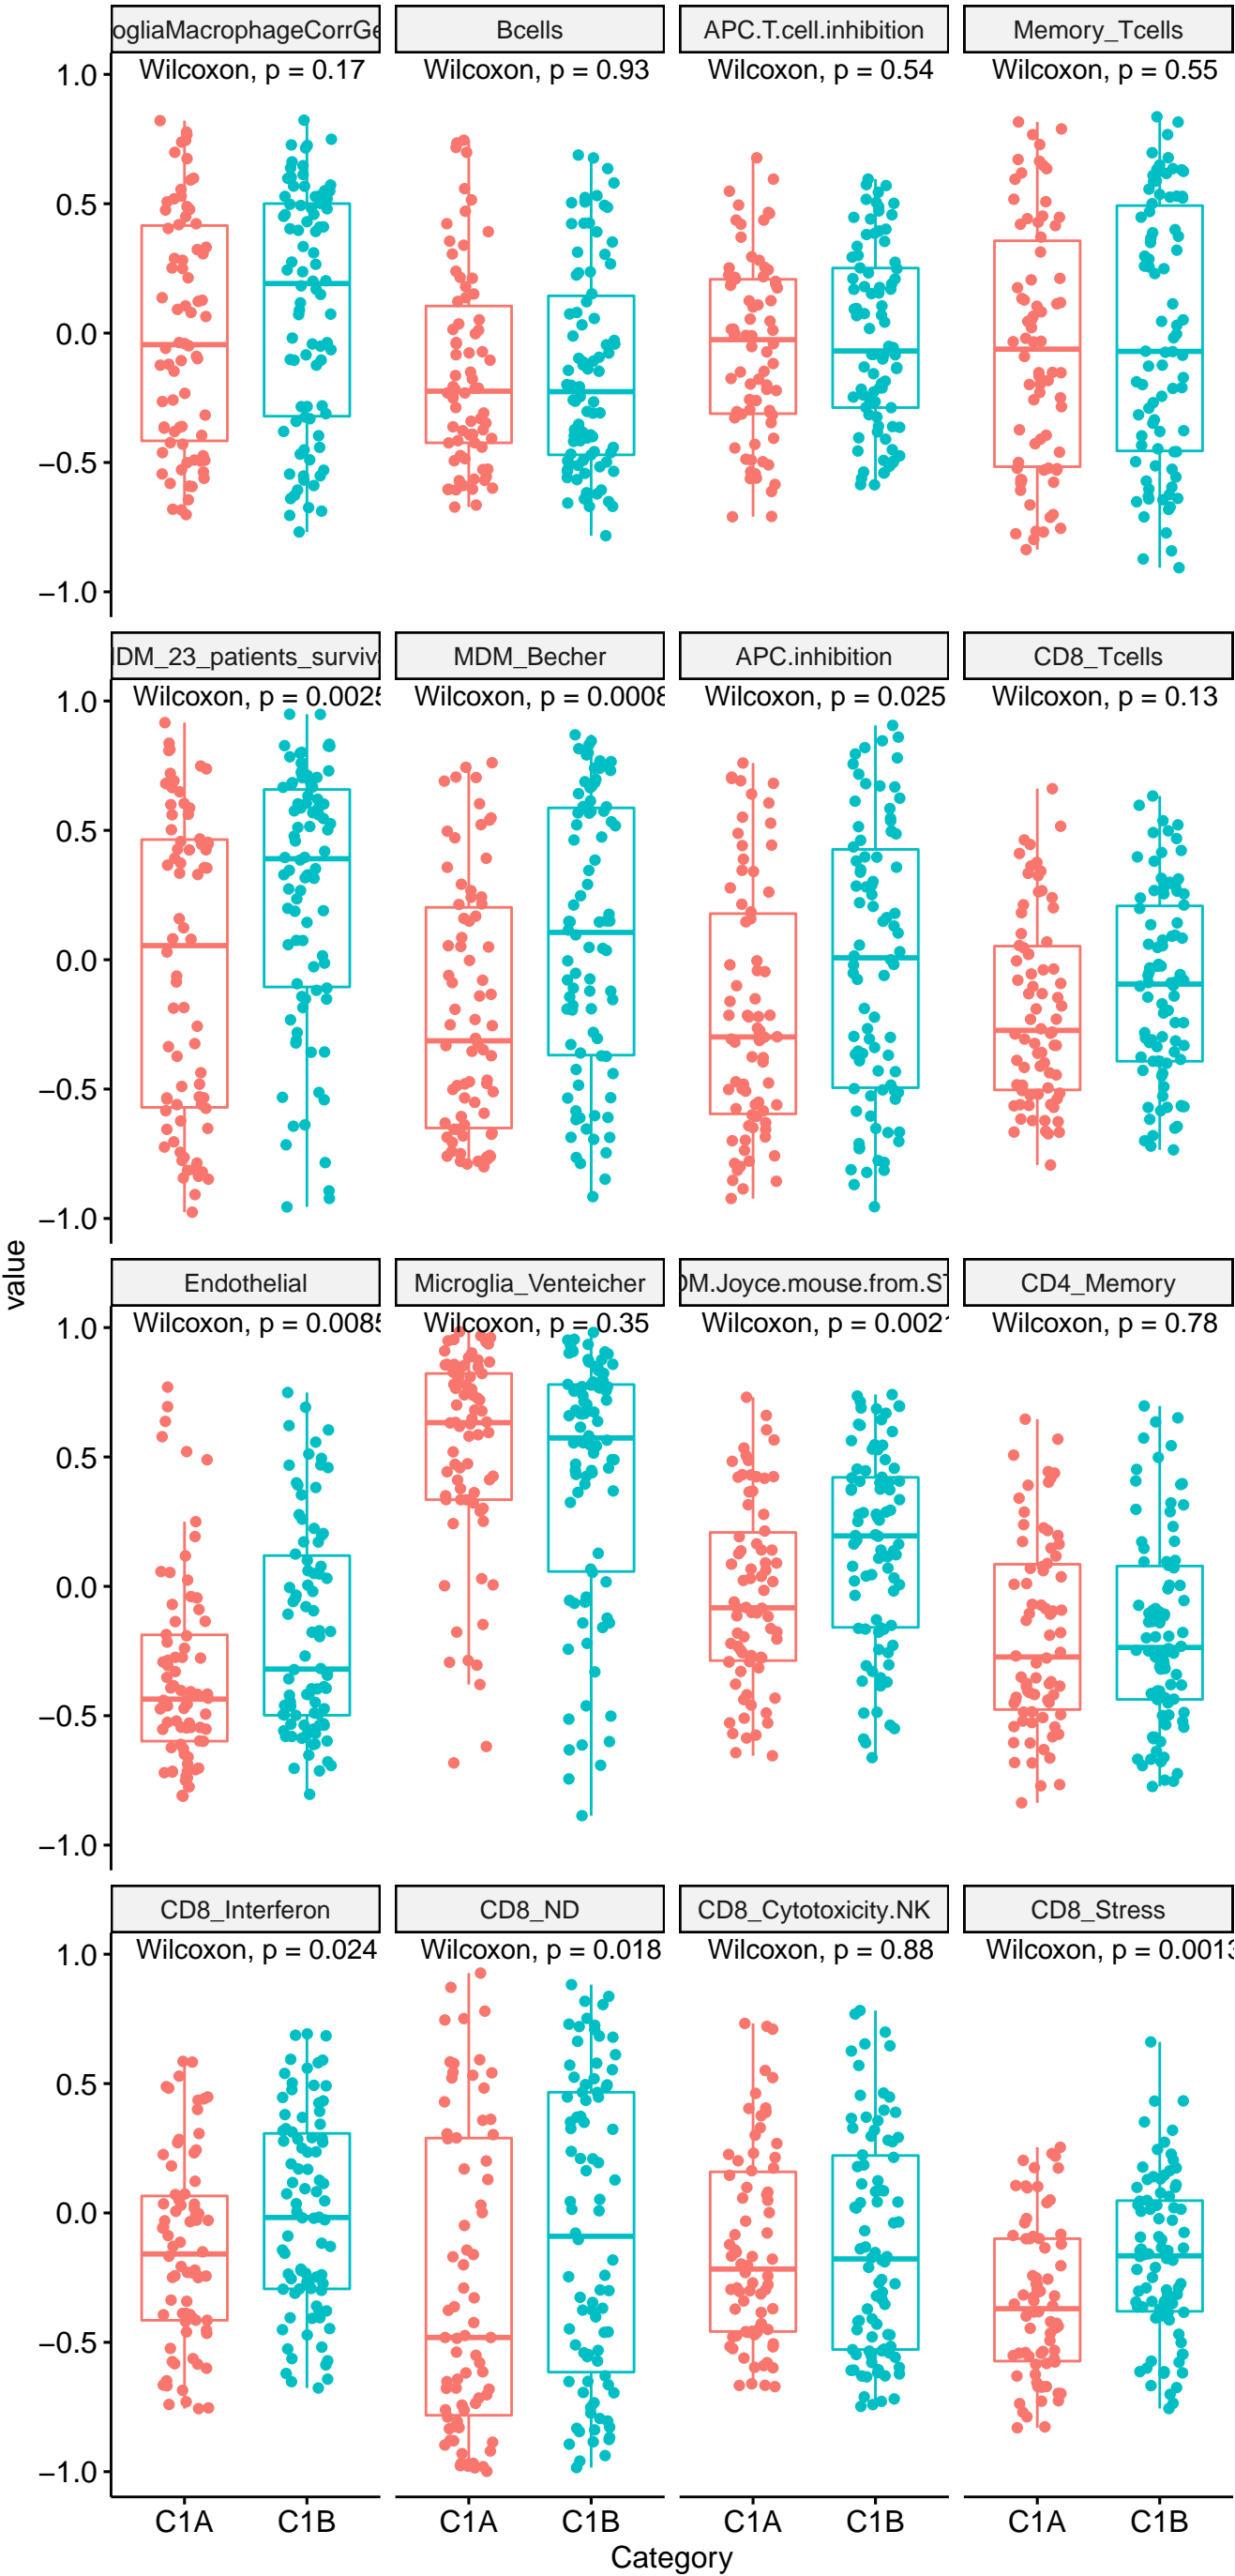 ogliaMacrophageCorrGe Bcells APC.T.cell.inhibition Memory_Tcells
Wilcoxon, p = 0.17 Wilcoxon, p = 0.93 Wilcoxon, p = 0.54 Wilcoxon, p = 0.55
1.0
0.5
0.0
−0.5
−1.0
DM_23_patients_surviv MDM_Becher APC.inhibition CD8_Tcells
Wilcoxon, p = 0.0025 Wilcoxon, p = 0.0008 Wilcoxon, p = 0.025 Wilcoxon, p = 0.13
1.0
0.5
0.0
−0.5
−1.0
value
Endothelial Microglia_Venteicher DM.Joyce.mouse.from.ST CD4_Memory
Wilcoxon, p = 0.0085 Wilcoxon, p = 0.35 Wilcoxon, p = 0.0021 Wilcoxon, p = 0.78
1.0
0.5
0.0
−0.5
−1.0
CD8_Interferon CD8_ND CD8_Cytotoxicity.NK CD8_Stress
Wilcoxon, p = 0.024 Wilcoxon, p = 0.018 Wilcoxon, p = 0.88 Wilcoxon, p = 0.0013
1.0
0.5
0.0
−0.5
−1.0
C1A C1B C1A C1B C1A C1B C1A C1B
Category